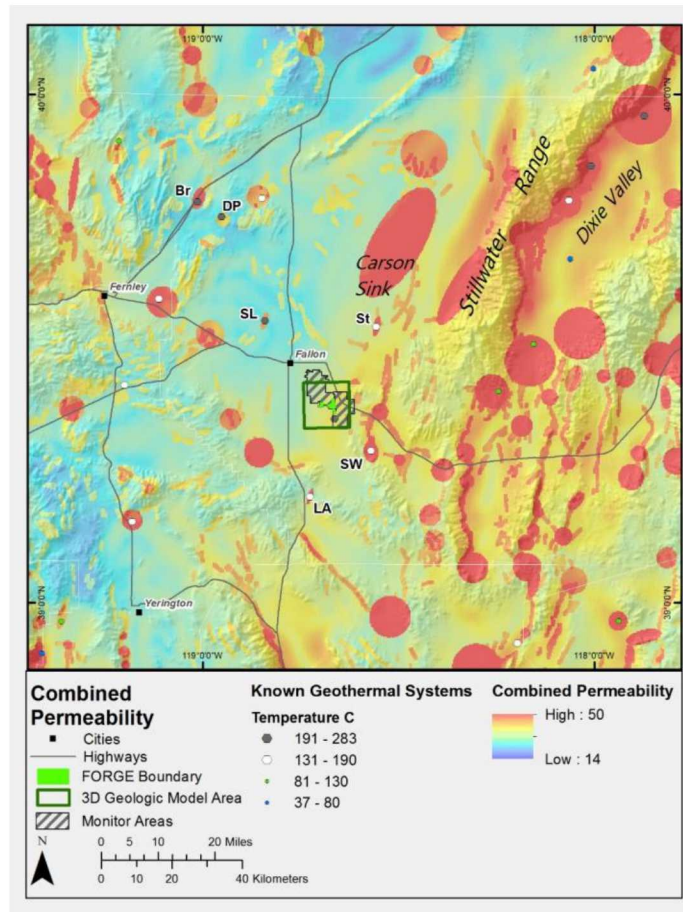 119°0'0"W
118°0'0"W
40°0'0"N
40°0'0"N
Range
Br
DP
Dixie Valley
Stillwater
Carson
Sink
Fernley
SL
St
Fallon
SW
LA
39°0'0"N
39°0'0"N
Yerington
119°0'0"W
118°0'0"W
Combined
Permeability
Cities
Highways
FORGE Boundary
3D Geologic Model Area
Monitor Areas
N
0 5 10 20 Miles
0 10 20 40 Kilometers
Known Geothermal Systems
Temperature C
191 - 283
131 - 190
81 - 130
37 - 80
Combined Permeability
High : 50
Low : 14